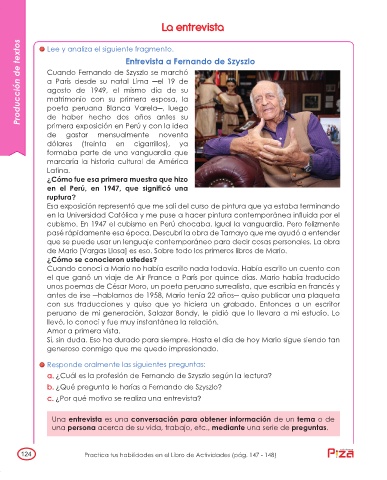 La entrevista
Producción de textos
Lee y analiza el siguiente fragmento.
Entrevista a Fernando de Szyszlo
Cuando Fernando de Szyszlo se marchó
a París desde su natal Lima —el 19 de
agosto de 1949, el mismo día de su
matrimonio con su primera esposa, la
poeta peruana Blanca Varela—, luego
de haber hecho dos años antes su
primera exposición en Perú y con la idea
de gastar mensualmente noventa
dólares (treinta en cigarrillos), ya
formaba parte de una vanguardia que
marcaría la historia cultural de América
Latina.
¿Cómo fue esa primera muestra que hizo
en el Perú, en 1947, que significó una
ruptura?
Esa exposición representó que me salí del curso de pintura que ya estaba terminando
en la Universidad Católica y me puse a hacer pintura contemporánea influida por el
cubismo. En 1947 el cubismo en Perú chocaba. Igual la vanguardia. Pero felizmente
pasé rápidamente esa época. Descubrí la obra de Tamayo que me ayudó a entender
que se puede usar un lenguaje contemporáneo para decir cosas personales. La obra
de Mario [Vargas Llosa] es eso. Sobre todo los primeros libros de Mario.
¿Cómo se conocieron ustedes?
Cuando conocí a Mario no había escrito nada todavía. Había escrito un cuento con
el que ganó un viaje de Air France a París por quince días. Mario había traducido
unos poemas de César Moro, un poeta peruano surrealista, que escribía en francés y
antes de irse —hablamos de 1958, Mario tenía 22 años— quiso publicar una plaqueta
con sus traducciones y quiso que yo hiciera un grabado. Entonces a un escritor
peruano de mi generación, Salazar Bondy, le pidió que lo llevara a mi estudio. Lo
llevó, lo conocí y fue muy instantánea la relación.
Amor a primera vista.
Sí, sin duda. Eso ha durado para siempre. Hasta el día de hoy Mario sigue siendo tan
generoso conmigo que me quedo impresionado.
Responde oralmente las siguientes preguntas:
a. ¿Cuál es la profesión de Fernando de Szyszlo según la lectura?
b. ¿Qué pregunta le harías a Fernando de Szyszlo?
c. ¿Por qué motivo se realiza una entrevista?
Una entrevista es una conversación para obtener información de un tema o de
una persona acerca de su vida, trabajo, etc., mediante una serie de preguntas.
124
Practica tus habilidades en el Libro de Actividades (pág. 147 - 148)
Piza